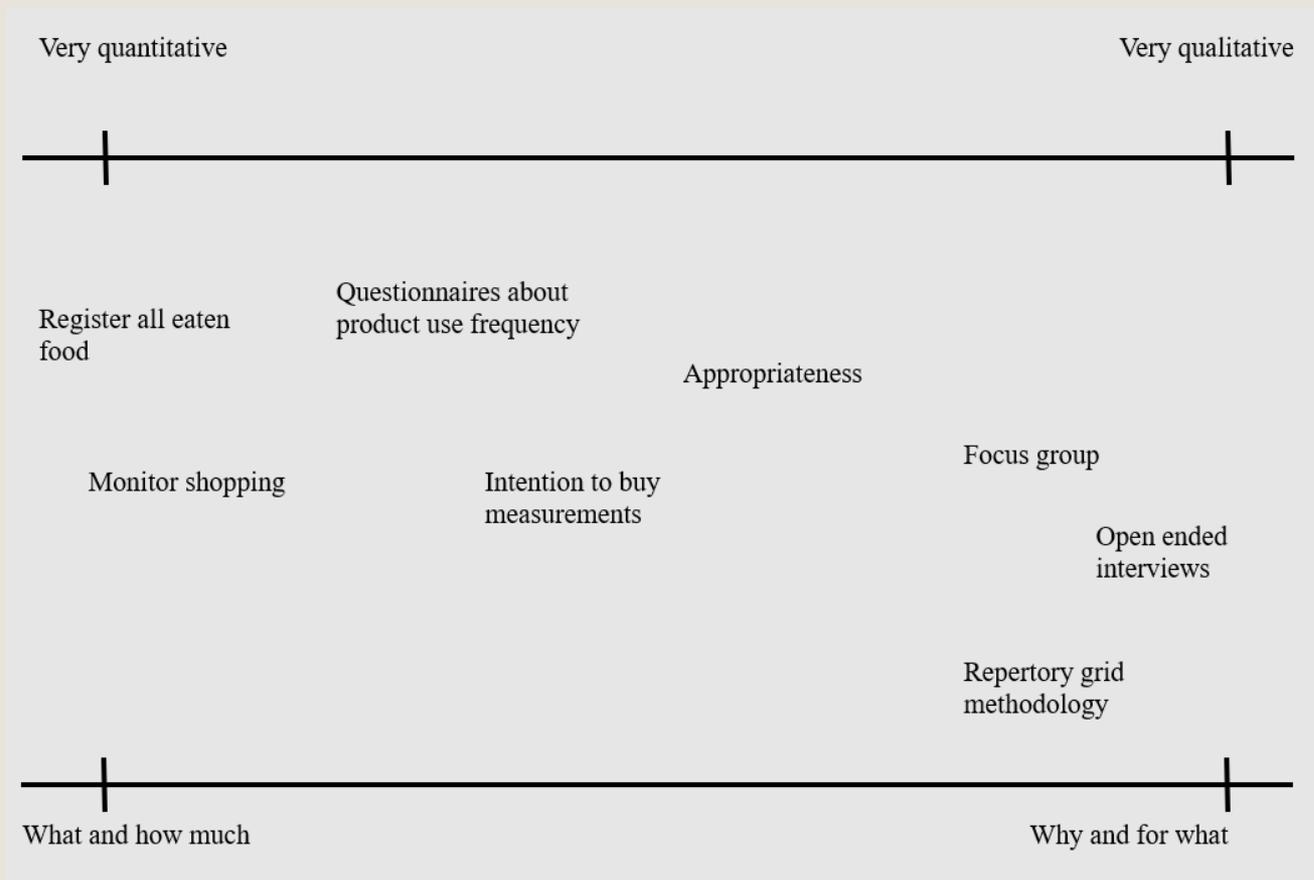 Very quantitative
Very qualitative
Questionnaires about
product use frequency
Register all eaten
food
Appropriateness
Focus group
Monitor shopping
Intention to buy
measurements
Open ended
interviews
Repertory grid
methodology
What and how much
Why and for what